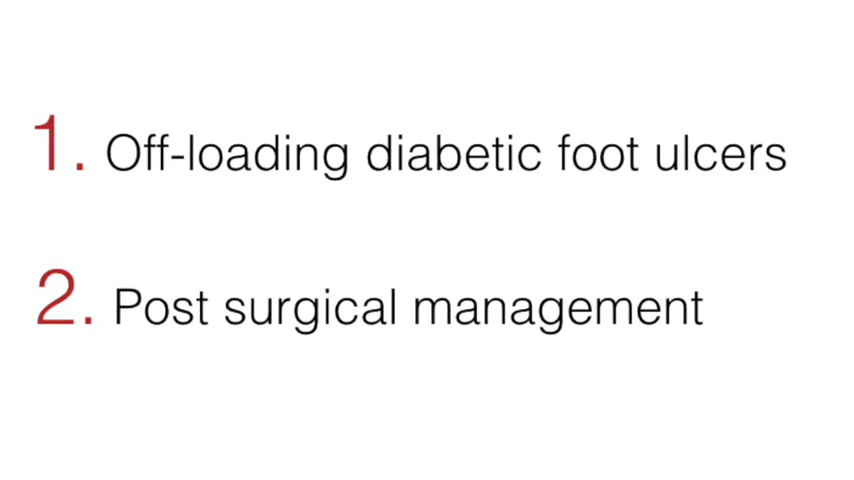 1. Off-loading diabetic foot ulcers
2. Post surgical management